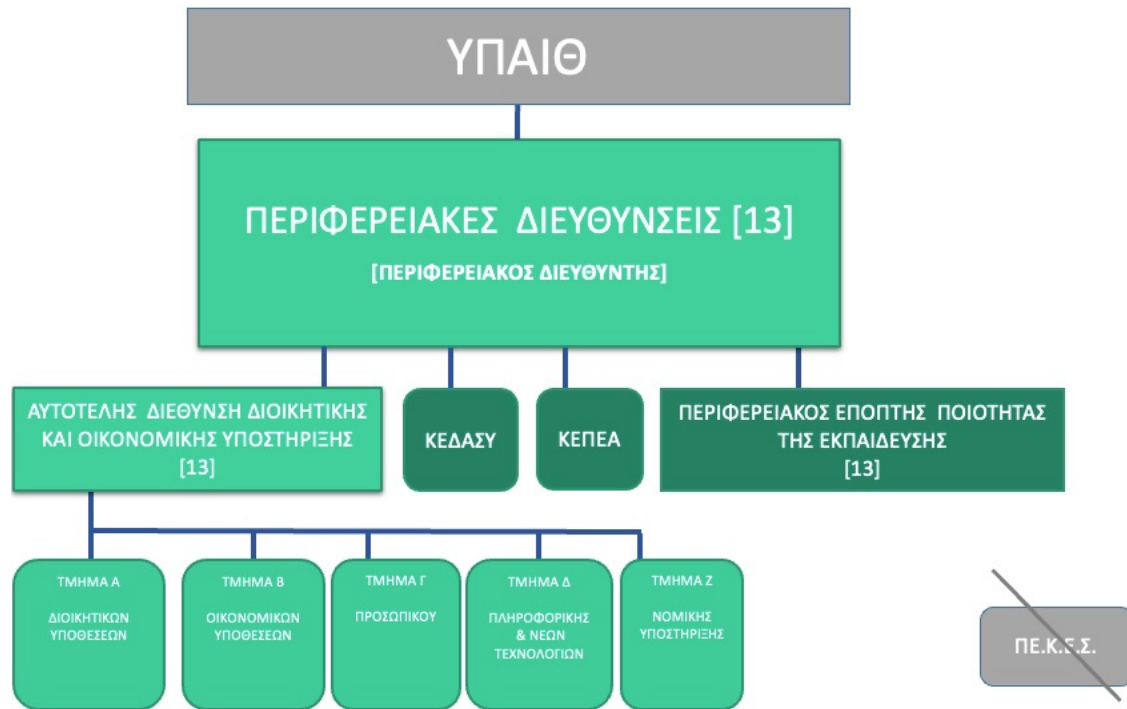 ΥΠΑΙΘ
ΠΕΡΙΦΕΡΕΙΑΚΕΣ ΔΙΕΥΘΥΝΣΕΙΣ [13]
[ΠΕΡΙΦΕΡΕΙΑΚΟΣ ΔΙΕΥΘΥΝΤΗΣ]
ΑΥΤΟΤΕΛΗΣ ΔΙΕΘΥΝΣΗ ΔΙΟΙΚΗΤΙΚΗΣ
ΚΑΙ ΟΙΚΟΝΟΜΙΚΗΣ ΥΠΟΣΤΗΡΙΞΗΣ
[13]
ΚΕΔΑΣΥ
ΚΕΠΕΑ
ΠΕΡΙΦΕΡΕΙΑΚΟΣ ΕΠΟΠΤΗΣ ΠΟΙΟΤΗΤΑΣ
ΤΗΣ ΕΚΠΑΙΔΕΥΣΗΣ
[13]
ΤΜΗΜΑ Α
ΔΙΟΙΚΗΤΙΚΩΝ
ΥΠΟΘΕΣΕΩΝ
ΤΜΗΜΑ Β
ΟΙΚΟΝΟΜΙΚΩΝ
ΥΠΟΘΕΣΕΩΝ
ΤΜΗΜΑ Γ
ΠΡΟΣΩΠΙΚΟΥ
ΤΜΗΜΑ Δ
ΠΛΗΡΟΦΟΡΙΚΗΣ
& ΝΕΩΝ
ΤΕΧΝΟΛΟΓΙΩΝ
ΤΜΗΜΑ Ζ
ΝΟΜΙΚΗΣ
ΥΠΟΣΤΗΡΙΞΗΣ
ΠΕ.Κ.Ε.Σ.